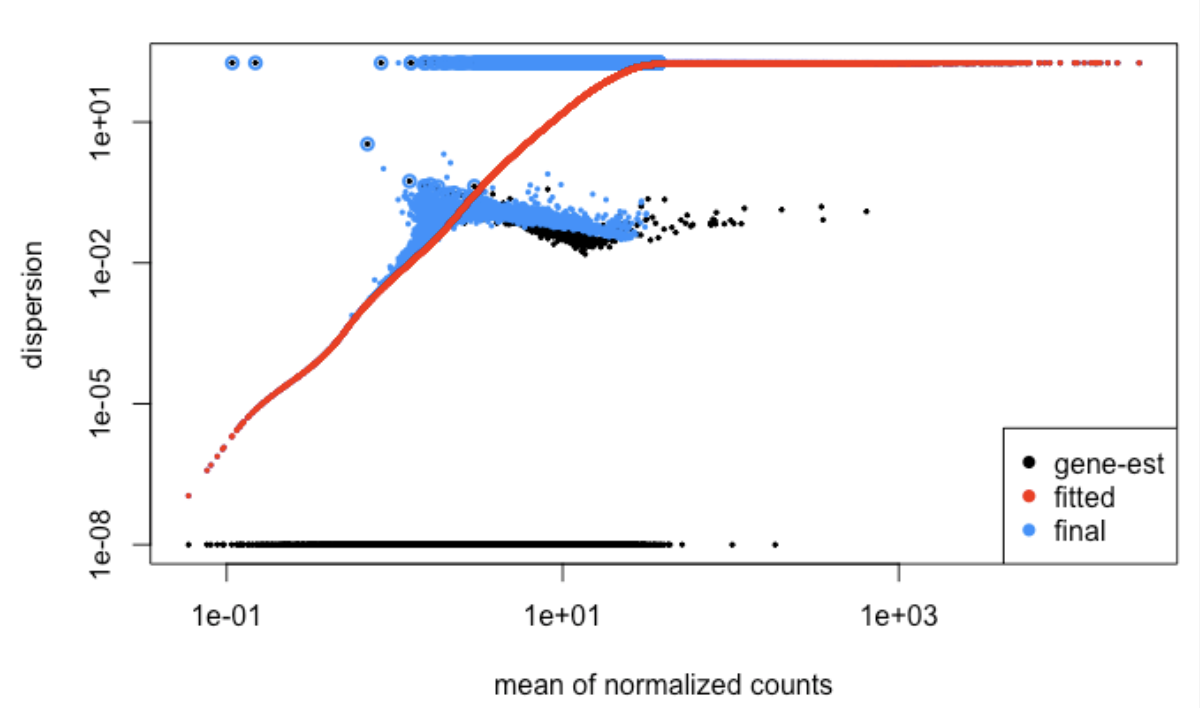 dispersion
1e+01
1e-02
1e-05
1e-08
gene-est
fitted
final
1e-01
1e+01
1e+03
mean of normalized counts